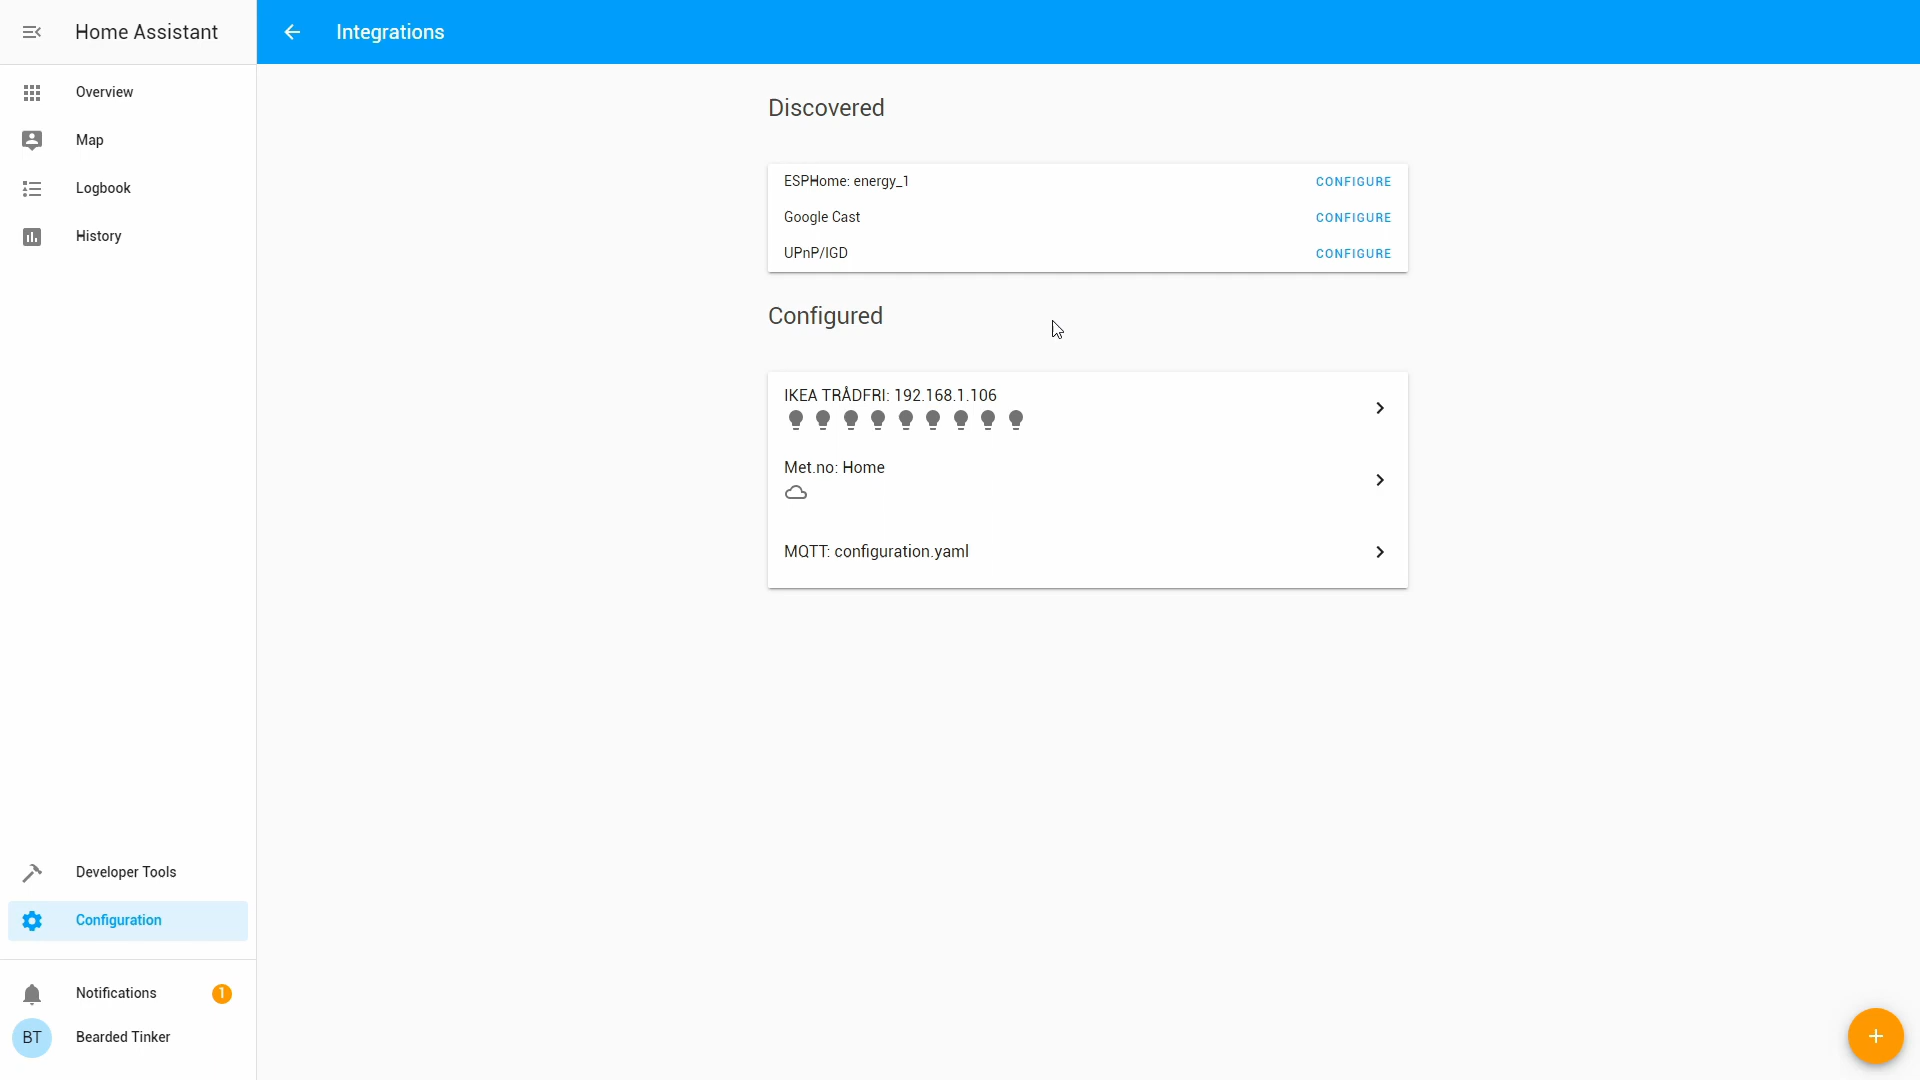 Home Assistant
Integrations
Overview
Map
Logbook
History
Developer Tools
Configuration
Notifications 1
BT Bearded Tinker
Discovered
ESPHome: energy_1 CONFIGURE
Google Cast CONFIGURE
UPnP/IGD CONFIGURE
Configured
IKEA TRÅDFRI: 192.168.1.106
Met.no: Home
MQTT: configuration.yaml
+